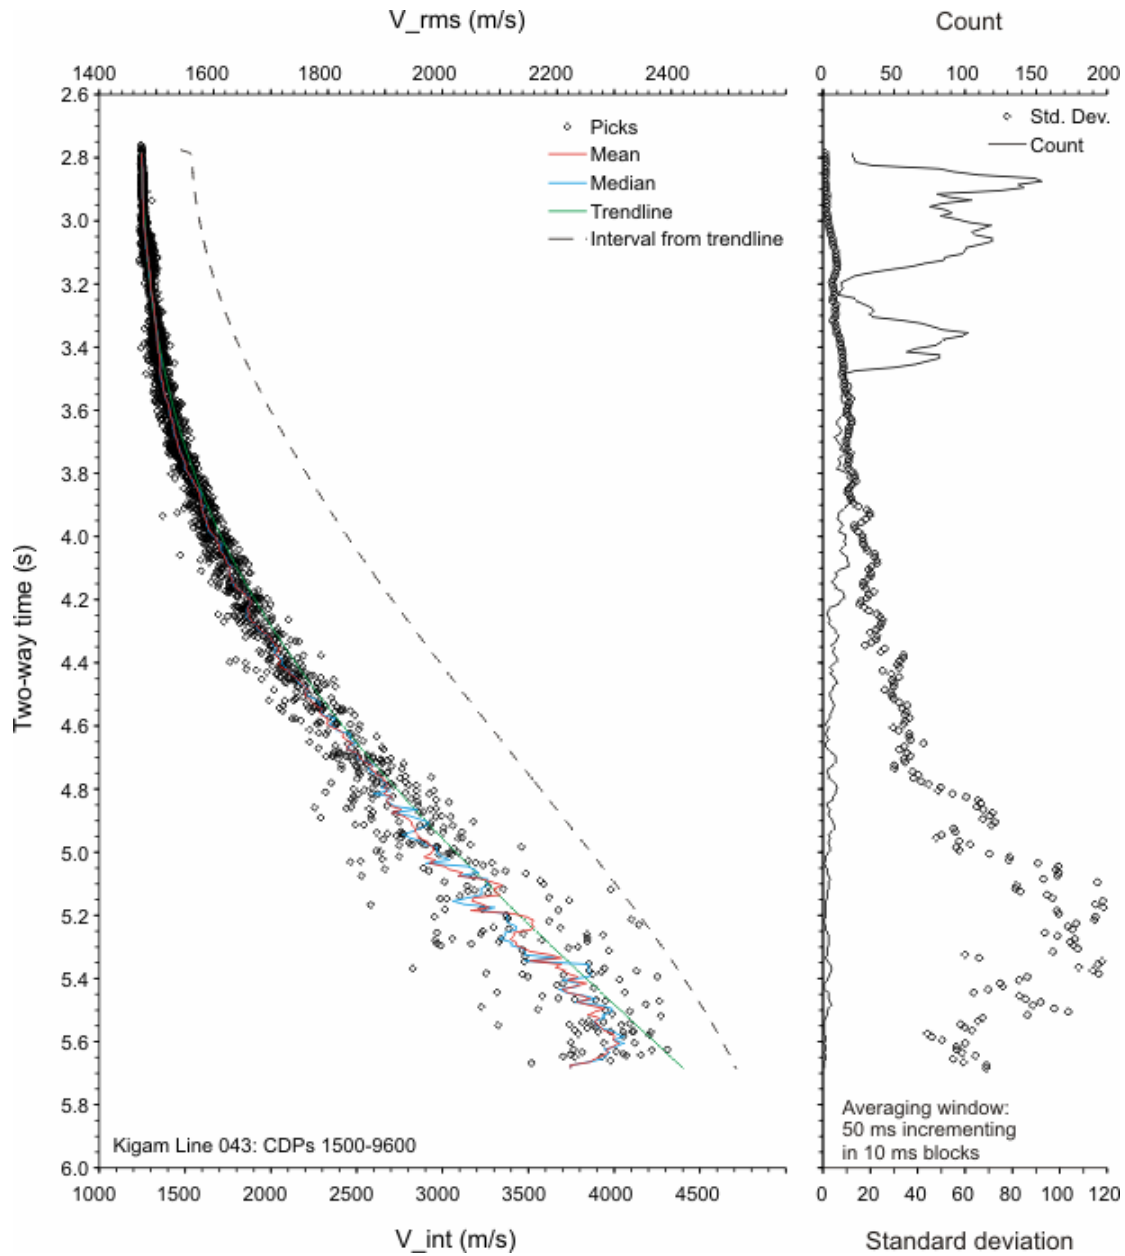 V_rms (m/s)
Count
1400 1600 1800 2000 2200 2400
0 50 100 150 200
2.6
2.8
3.0
3.2
3.4
3.6
3.8
4.0
4.2
4.4
4.6
4.8
5.0
5.2
5.4
5.6
5.8
6.0
Two-way time (s)
Picks
Mean
Median
Trendline
Interval from trendline
Std. Dev.
Count
Kigam Line 043: CDPs 1500-9600
Averaging window:
50 ms incrementing
in 10 ms blocks
1000 1500 2000 2500 3000 3500 4000 4500
0 20 40 60 80 100 120
V_int (m/s)
Standard deviation